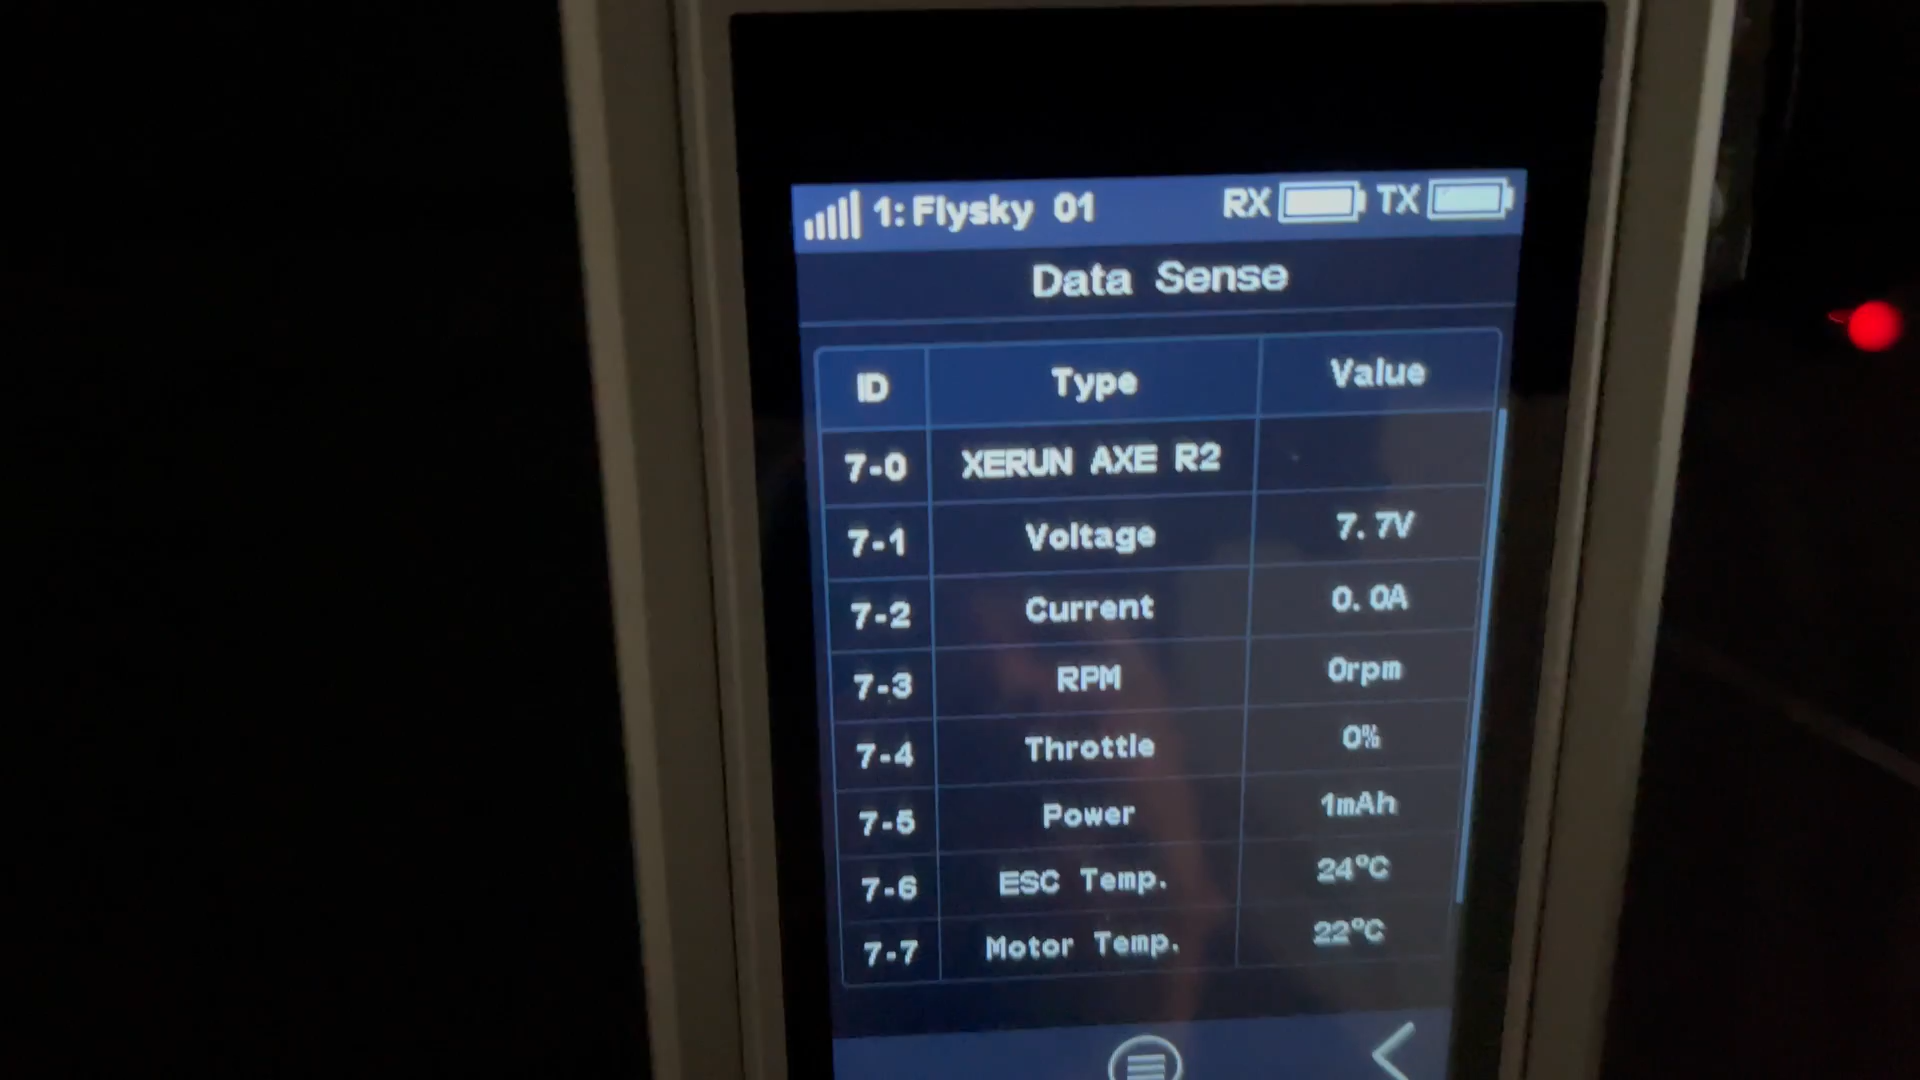 1: Flysky 01 RX TX
Data Sense
ID Type Value
7-0 XERUN AXE R2
7-1 Voltage 7.7V
7-2 Current 0.0A
7-3 RPM 0rpm
7-4 Throttle 0%
7-5 Power 1mAh
7-6 ESC Temp. 24°C
7-7 Motor Temp. 22°C